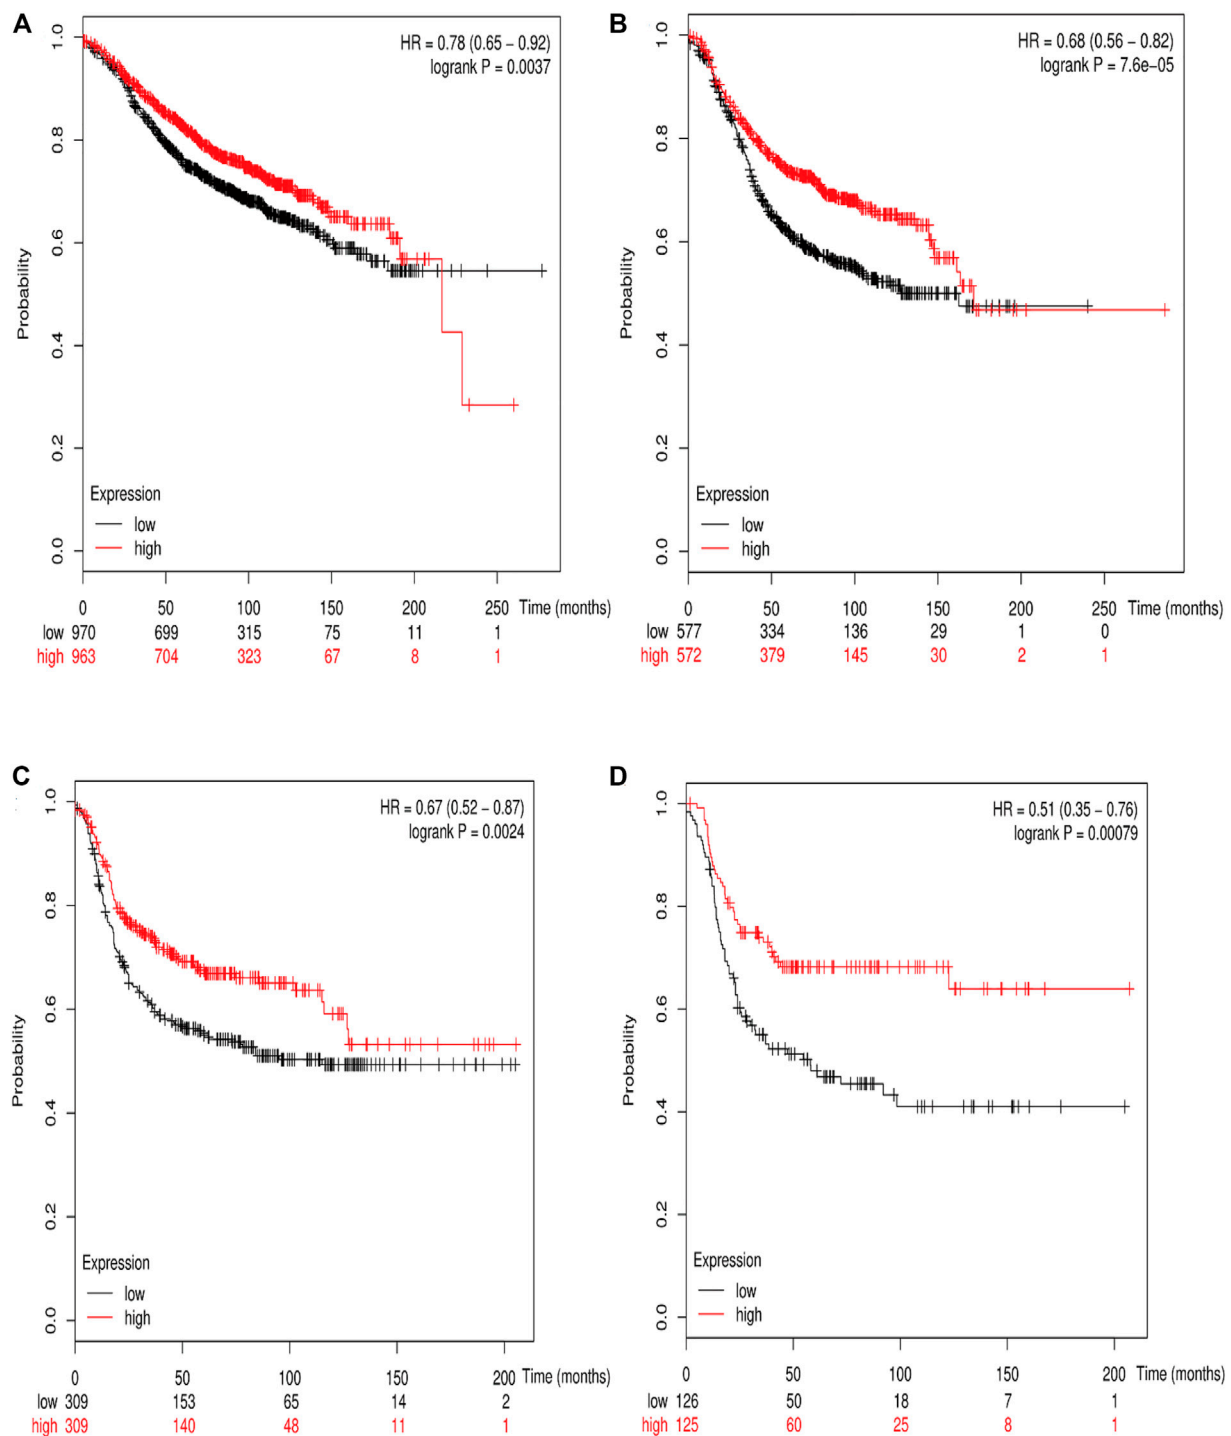 A
HR = 0.78 (0.65 – 0.92)
logrank P = 0.0037
Probability
1.0
0.8
0.6
0.4
0.2
0.0
Expression
low
high
0 50 100 150 200 250 Time (months)
low 970 699 315 75 11 1
high 963 704 323 67 8 1
B
HR = 0.68 (0.56 – 0.82)
logrank P = 7.6e–05
Probability
1.0
0.8
0.6
0.4
0.2
0.0
Expression
low
high
0 50 100 150 200 250 Time (months)
low 577 334 136 29 1 0
high 572 379 145 30 2 1
C
HR = 0.67 (0.52 – 0.87)
logrank P = 0.0024
Probability
1.0
0.8
0.6
0.4
0.2
0.0
Expression
low
high
0 50 100 150 200 Time (months)
low 309 153 65 14 2
high 309 140 48 11 1
D
HR = 0.51 (0.35 – 0.76)
logrank P = 0.00079
Probability
1.0
0.8
0.6
0.4
0.2
0.0
Expression
low
high
0 50 100 150 200 Time (months)
low 126 50 18 7 1
high 125 60 25 8 1